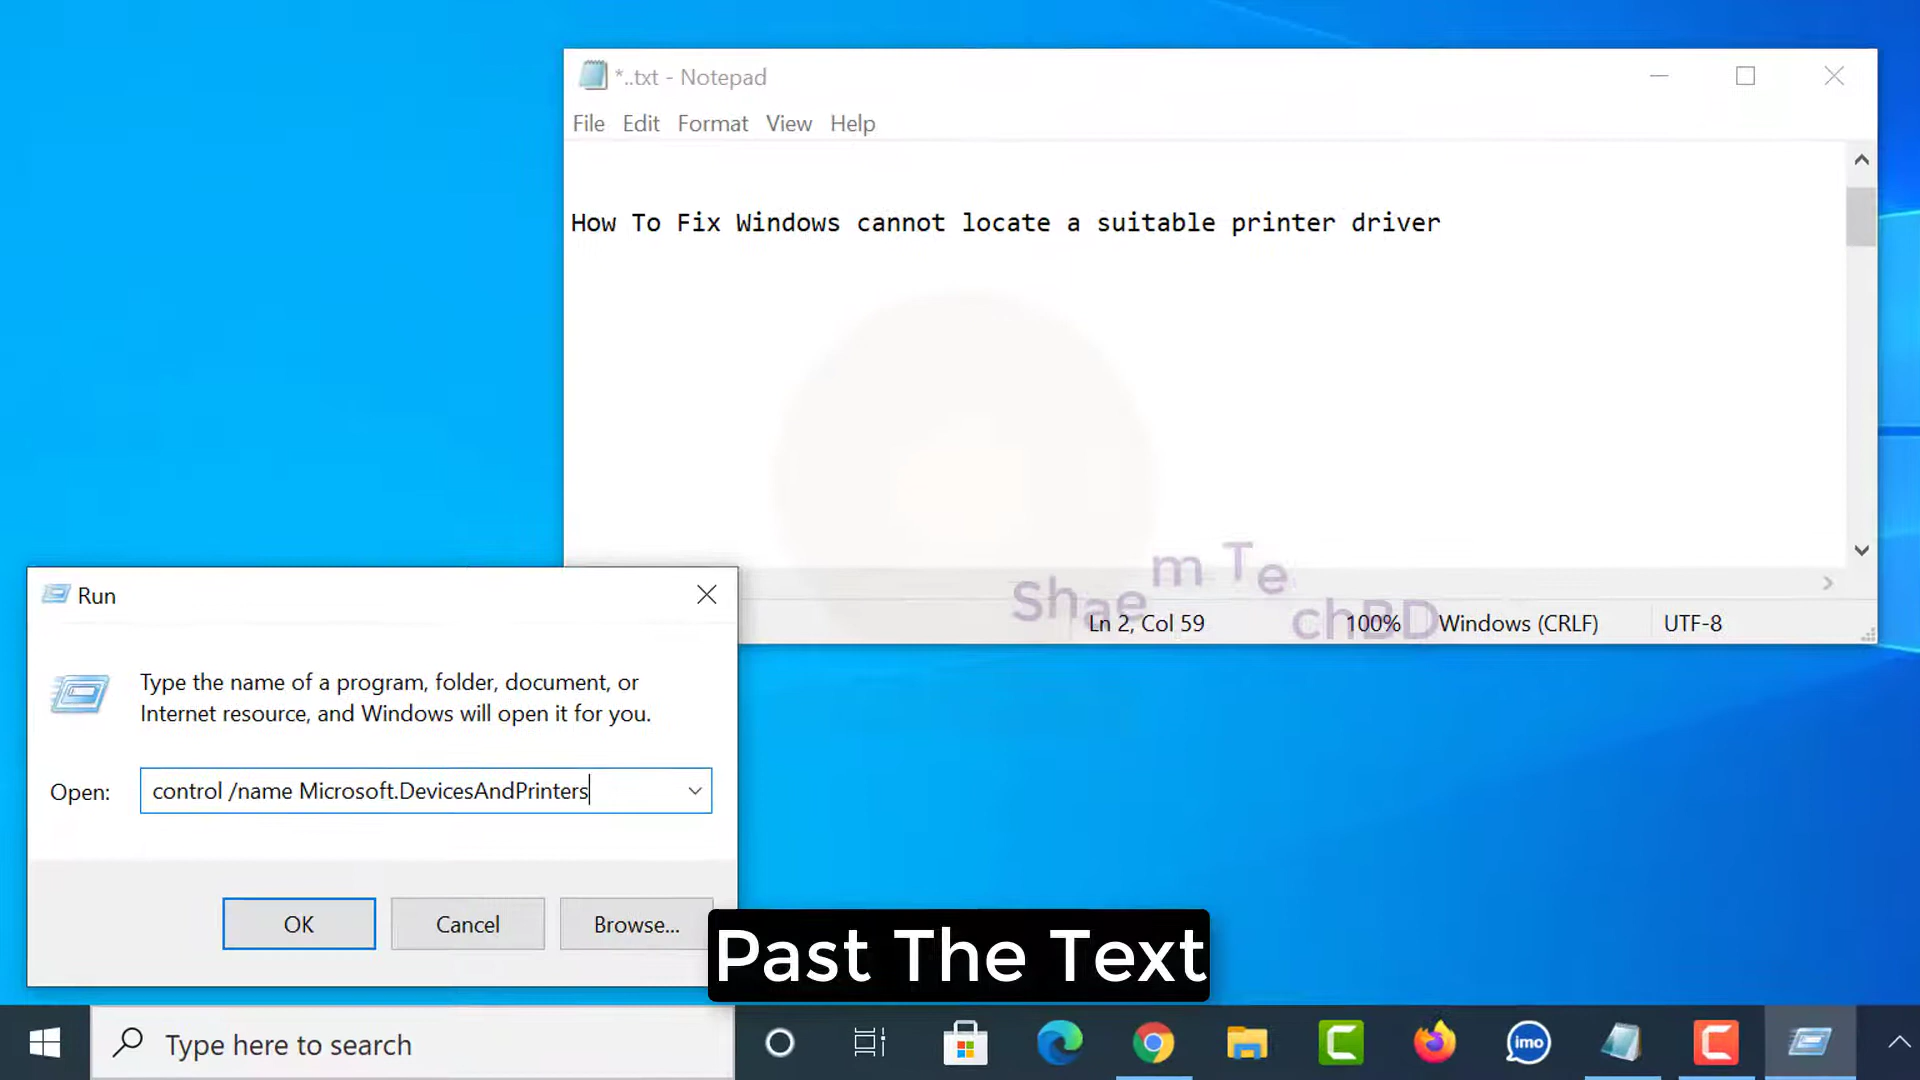 *..txt - Notepad
File Edit Format View Help
How To Fix Windows cannot locate a suitable printer driver
Shaem TechBD
Ln 2, Col 59 100% Windows (CRLF) UTF-8
Run
Type the name of a program, folder, document, or
Internet resource, and Windows will open it for you.
Open: control /name Microsoft.DevicesAndPrinters
OK Cancel Browse...
Past The Text
Type here to search
imo